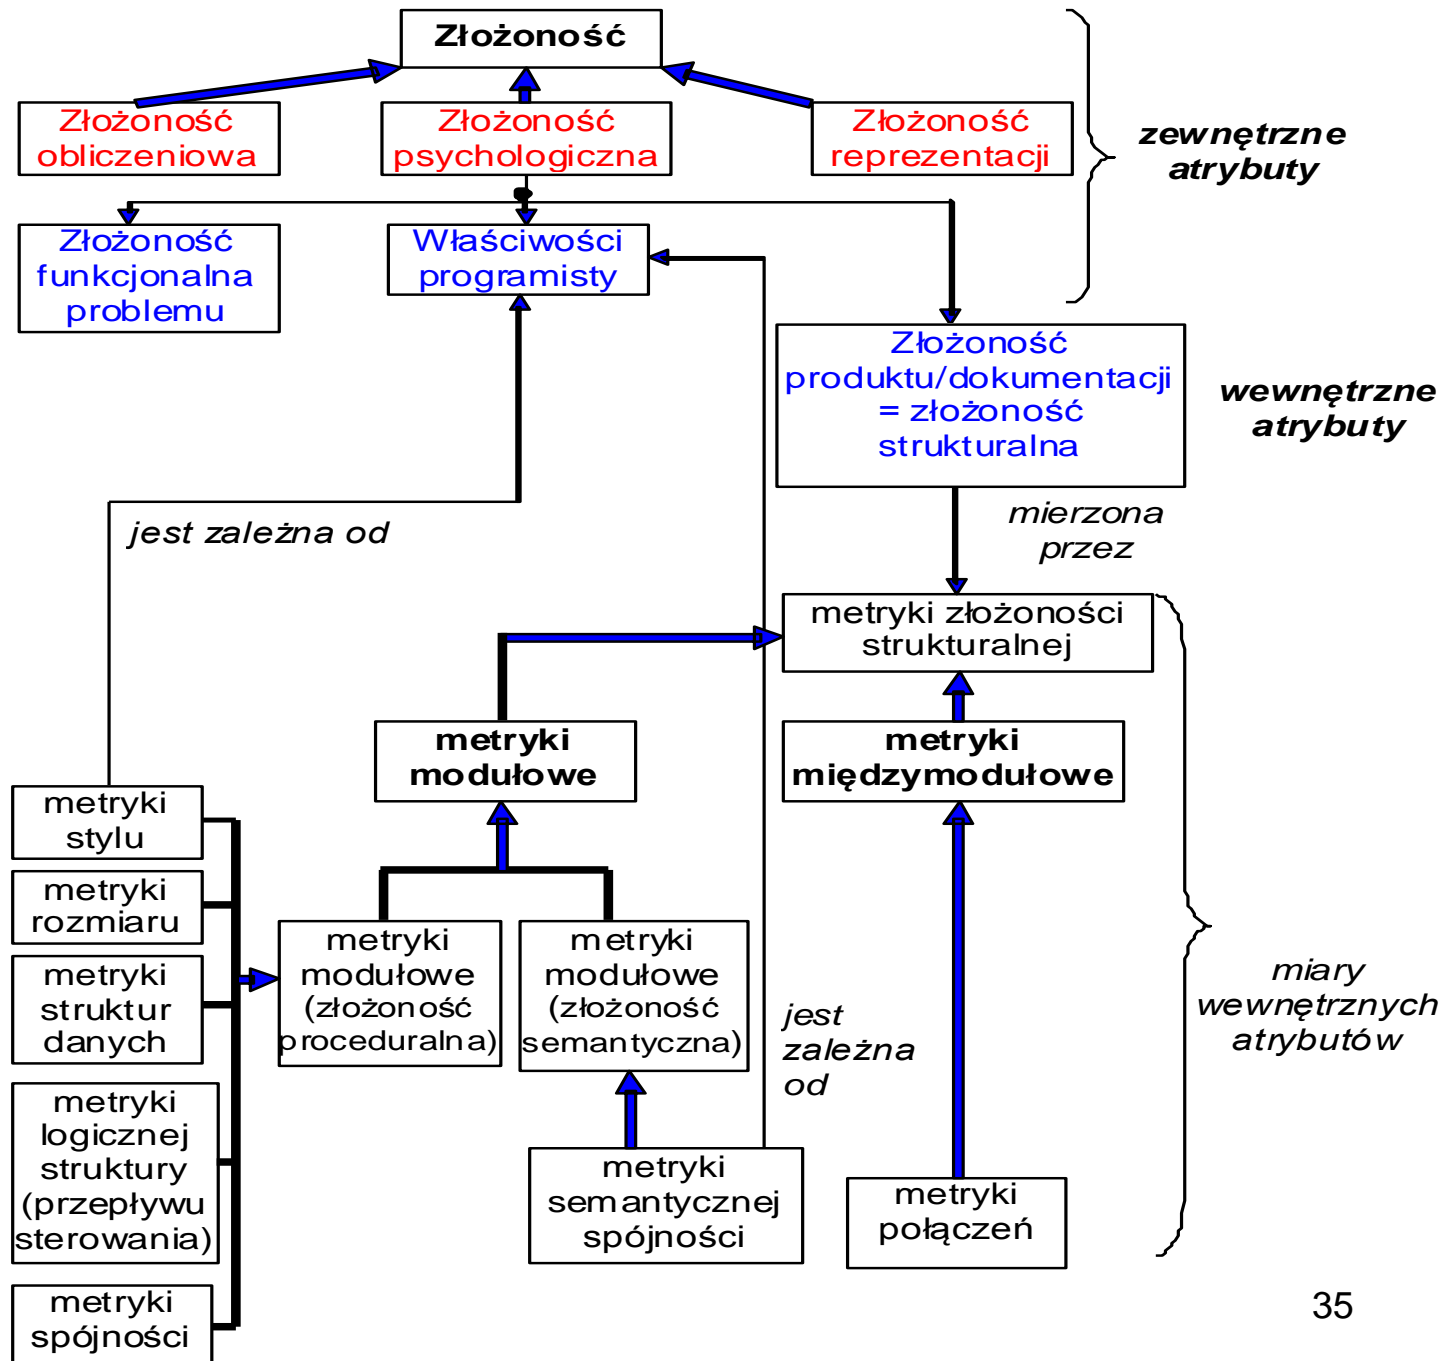 Złożoność
Złożoność
obliczeniowa
Złożoność
psychologiczna
Złożoność
reprezentacji
zewnętrzne
atrybuty
Złożoność
funkcjonalna
problemu
Właściwości
programisty
Złożoność
produktu/dokumentacji
= złożoność
strukturalna
wewnętrzne
atrybuty
jest zależna od
mierzona
przez
metryki złożoności
strukturalnej
metryki
modułowe
metryki
międzymodułowe
metryki
stylu
metryki
rozmiaru
metryki
struktur
danych
metryki
logicznej
struktury
(przepływu
sterowania)
metryki
spójności
metryki
modułowe
(złożoność
proceduralna)
metryki
modułowe
(złożoność
semantyczna)
jest
zależna
od
miary
wewnętrznych
atrybutów
metryki
semantycznej
spójności
metryki
połączeń
35